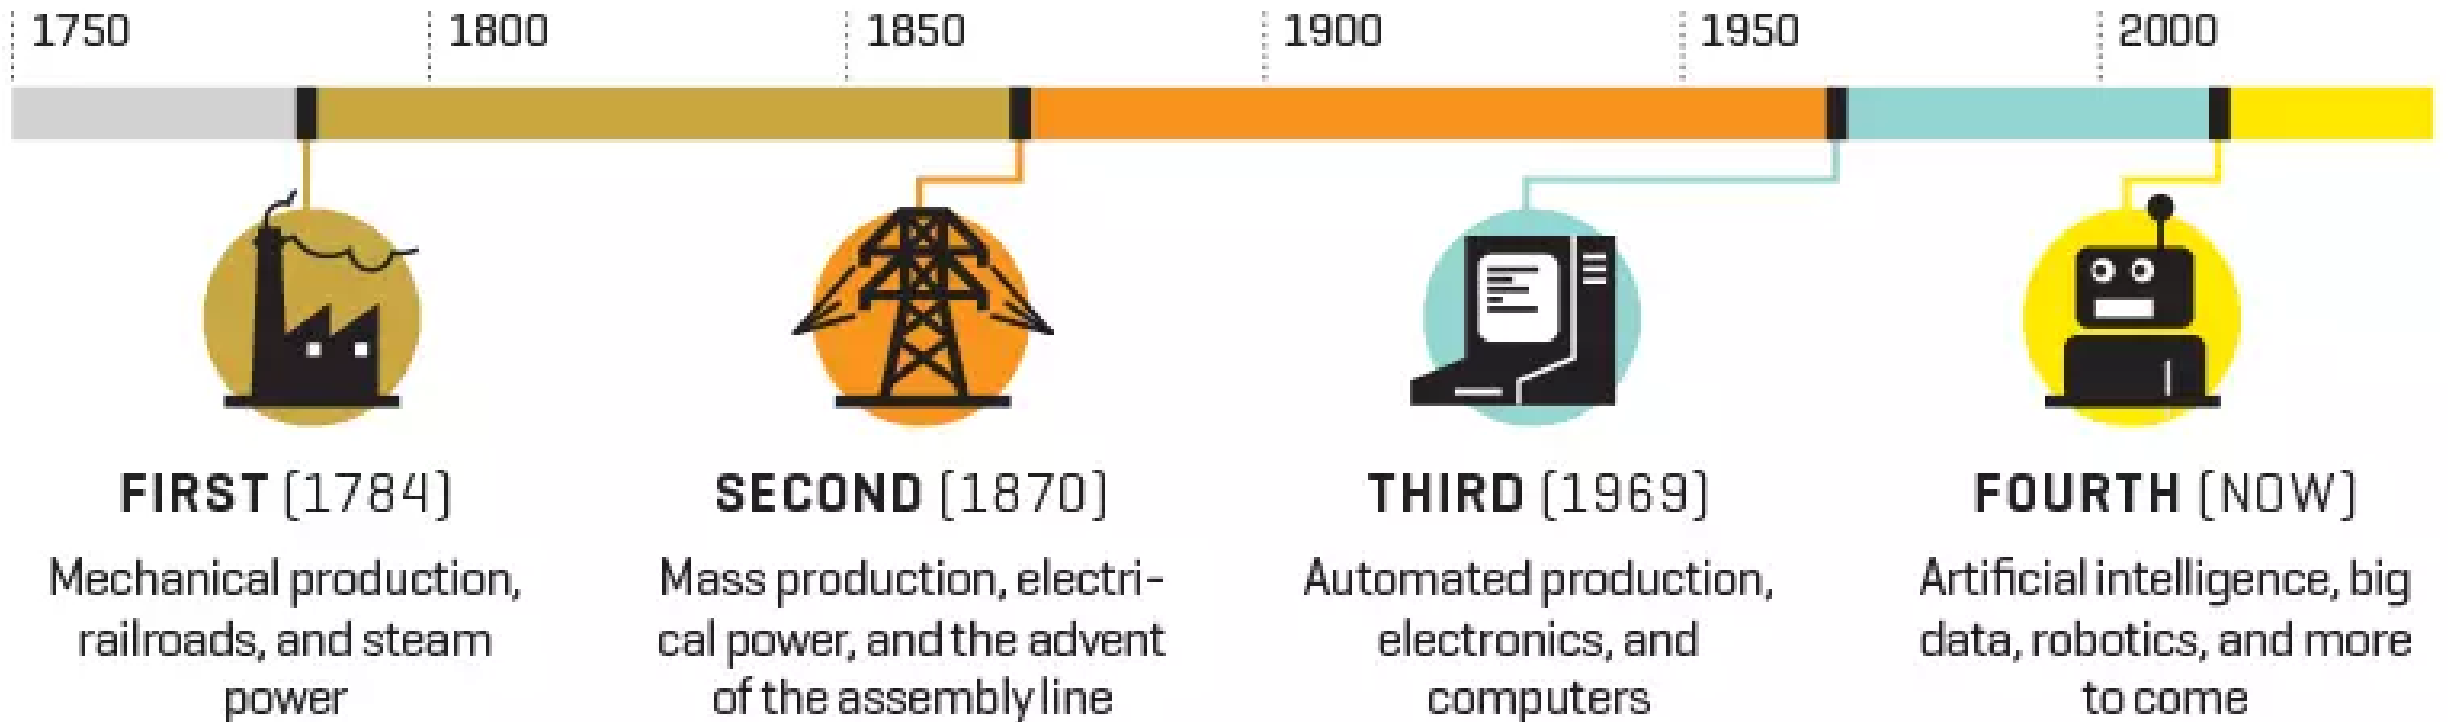 1750 1800 1850 1900 1950 2000
FIRST (1784)
Mechanical production,
railroads, and steam
power
SECOND (1870)
Mass production, electri-
cal power, and the advent
of the assembly line
THIRD (1969)
Automated production,
electronics, and
computers
FOURTH (NOW)
Artificial intelligence, big
data, robotics, and more
to come